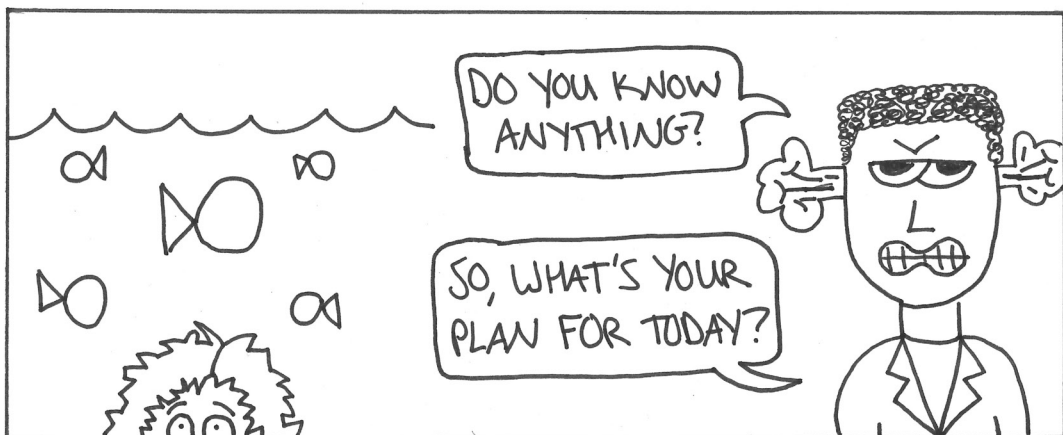 DO YOU KNOW
ANYTHING?
SO, WHAT'S YOUR
PLAN FOR TODAY?